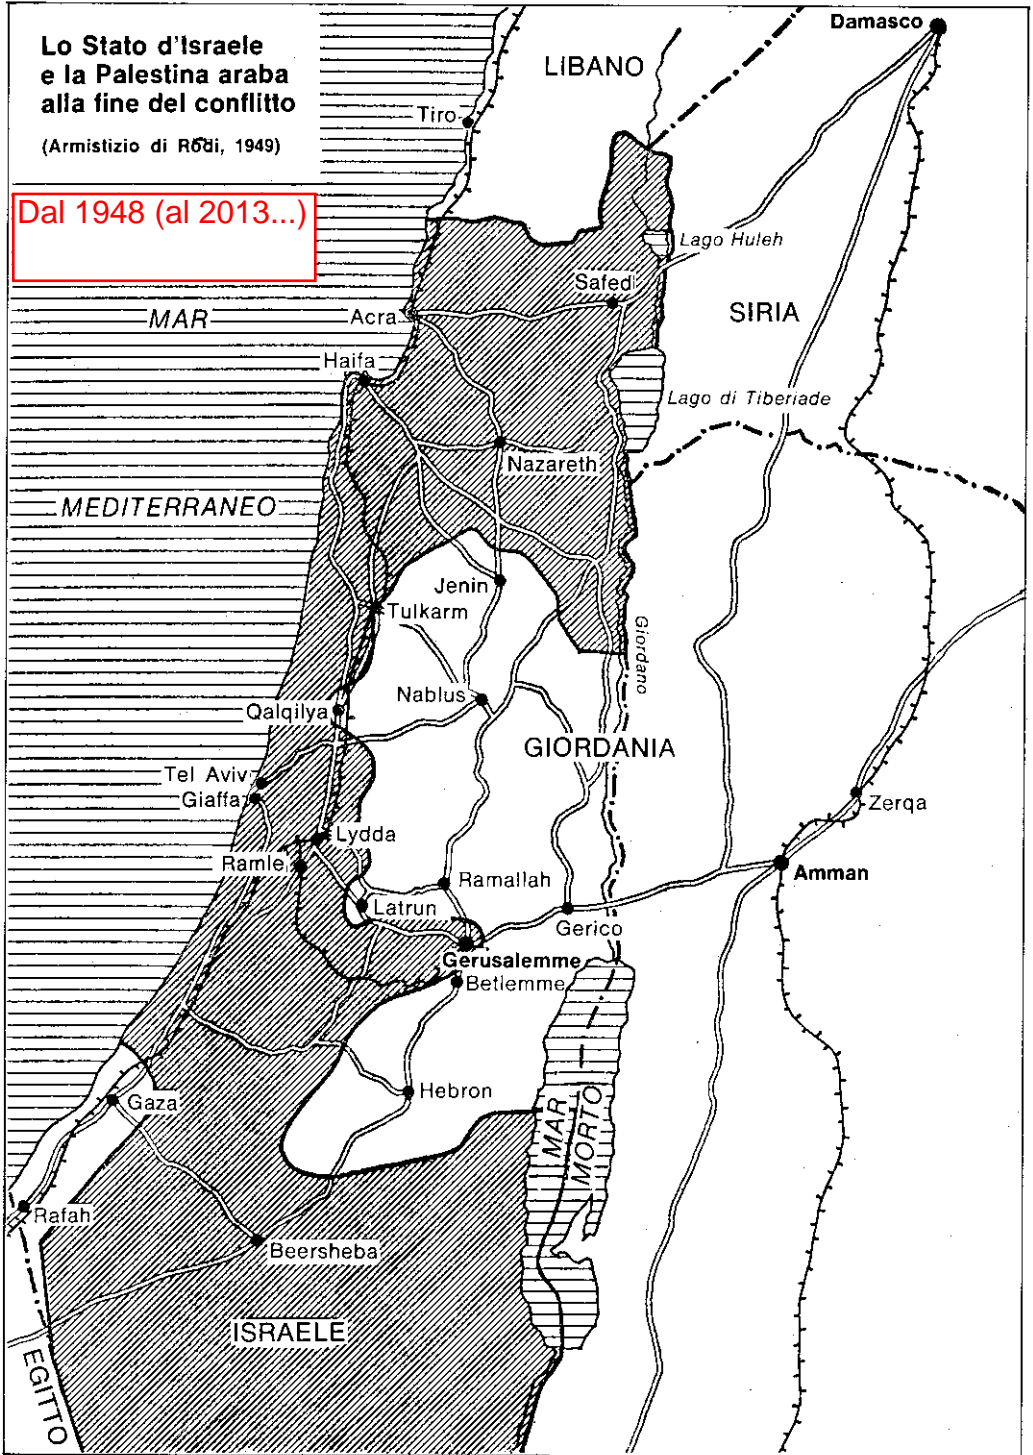 Lo Stato d'Israele
e la Palestina araba
alla fine del conflitto
(Armistizio di Rodi, 1949)
Dal 1948 (al 2013...)
Damasco
LIBANO
Tiro
Lago Huleh
Safed
SIRIA
MAR
Acra
Haifa
Lago di Tiberiade
Nazareth
MEDITERRANEO
Jenin
Tulkarm
Giordano
Nablus
Qalqilya
GIORDANIA
Tel Aviv
Giaffa
Zerqa
Lydda
Ramle
Amman
Ramallah
Latrun
Gerico
Gerusalemme
Betlemme
Hebron
Gaza
MAR
MORTO
Rafah
Beersheba
ISRAELE
EGITTO